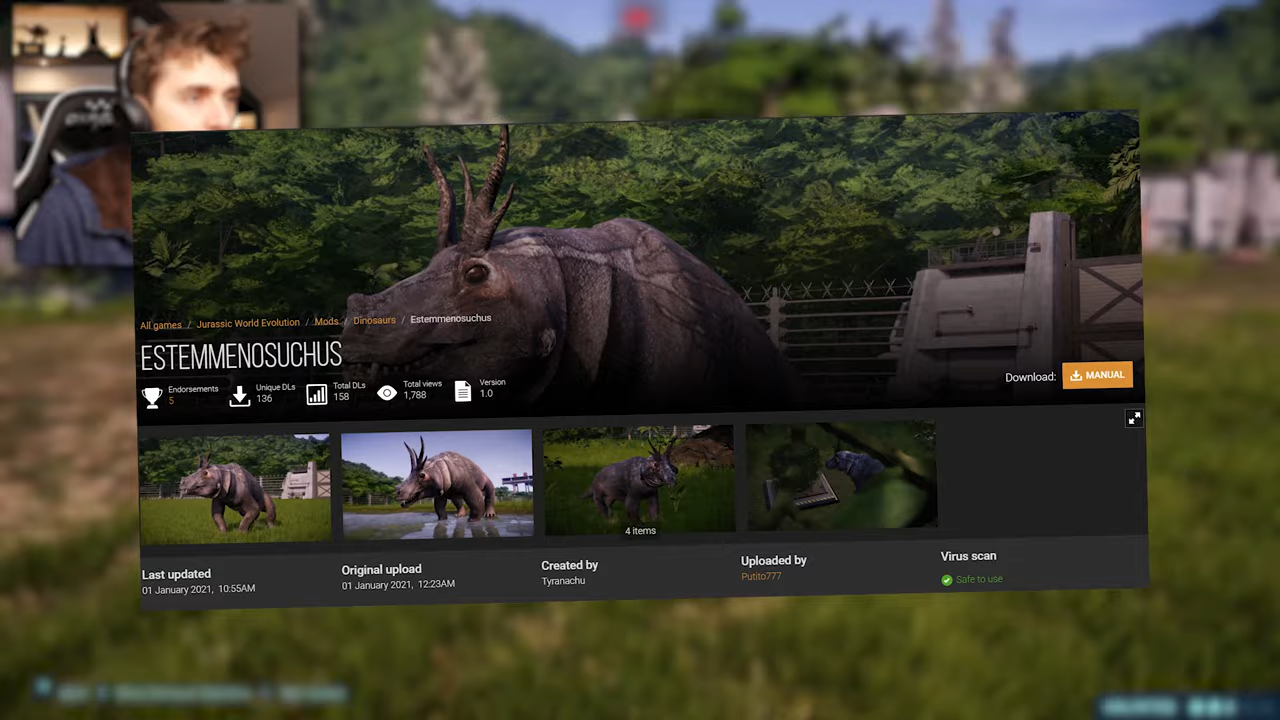 All games / Jurassic World Evolution / Mods / Dinosaurs / Estemmenosuchus
ESTEMMENOSUCHUS
Endorsements
5
Unique DLs
136
Total DLs
158
Total views
1,788
Version
1.0
Download:
MANUAL
4 items
Last updated
01 January 2021, 10:55AM
Original upload
01 January 2021, 12:23AM
Created by
Tyranachu
Uploaded by
Putito777
Virus scan
Safe to use